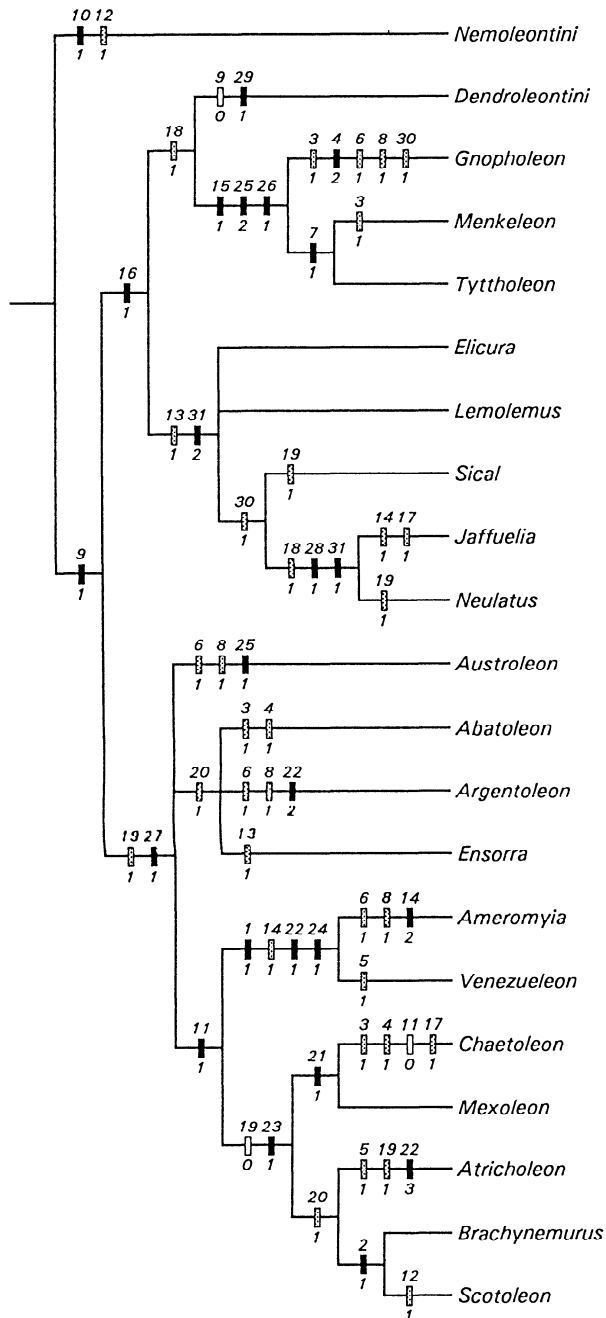 10 12
1 1
Nemoleontini
9 29
0 1
Dendroleontini
18
1
3 4 6 8 30
1 2 1 1 1
Gnopholeon
15 25 26
1 2 1
3
1
Menkeleon
7
1
Tyttholeon
16
1
Elicura
Lemolemus
13 31
1 2
19
1
Sical
30
1
14 17
1 1
Jaffuelia
18 28 31
1 1 1
19
1
Neulatus
9
1
6 8 25
1 1 1
Austroleon
3 4
1 1
Abatoleon
20
1
6 8 22
1 1 2
Argentoleon
13
1
Ensorra
19 27
1 1
6 8 14
1 1 2
Ameromyia
1 14 22 24
1 1 1 1
5
1
Venezueleon
11
1
3 4 11 17
1 1 0 1
Chaetoleon
21
1
Mexoleon
19 23
0 1
5 19 22
1 1 3
Atricholeon
20
1
2
1
Brachynemurus
12
1
Scotoleon